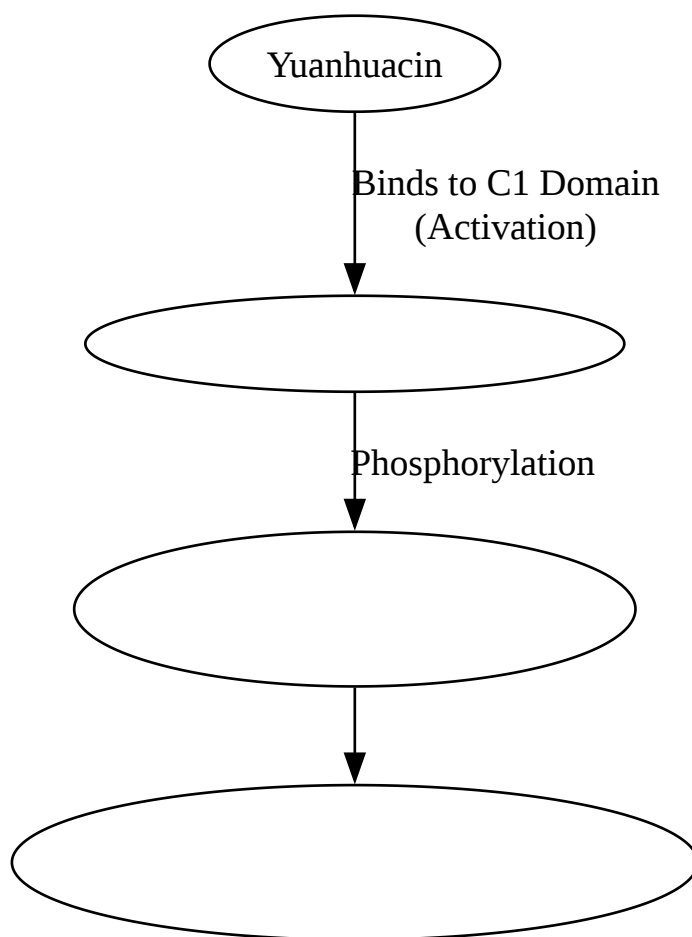 Yuanhuacin
Binds to C1 Domain
(Activation)
Phosphorylation